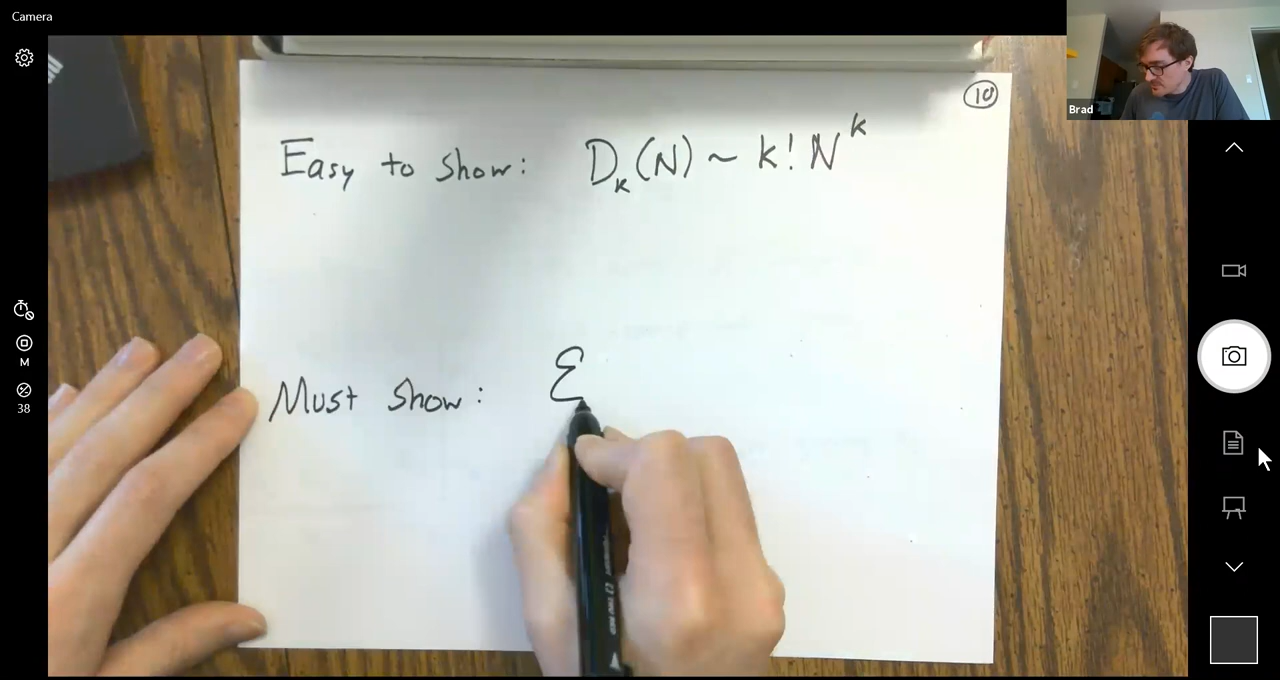 Camera
10
Easy to show: D_k(N) ~ k! N^k
Brad
M
38
Must show: ℰ